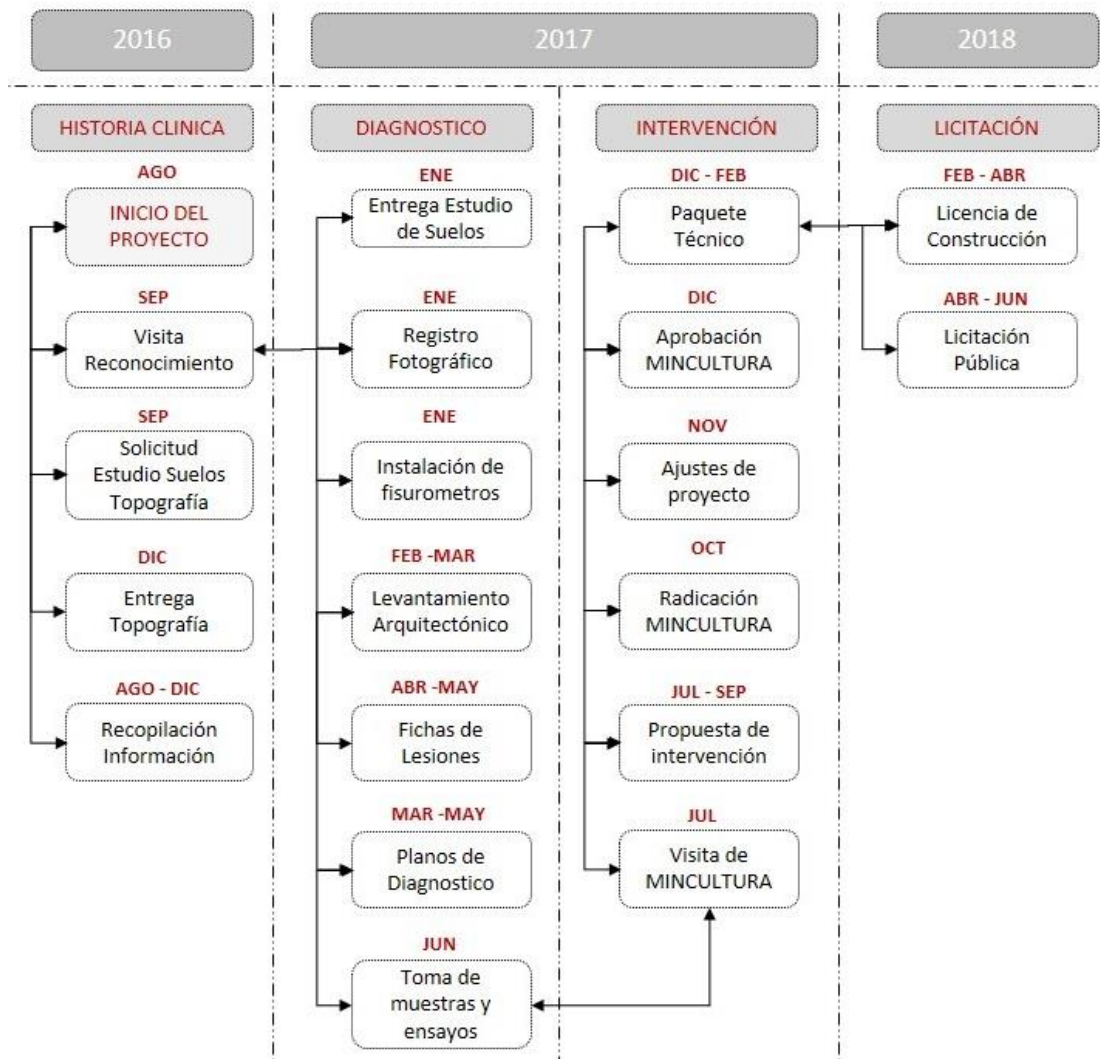 2016
2017
2018
HISTORIA CLINICA
DIAGNOSTICO
INTERVENCIÓN
LICITACIÓN
AGO
INICIO DEL
PROYECTO
SEP
Visita
Reconocimiento
SEP
Solicitud
Estudio Suelos
Topografía
DIC
Entrega
Topografía
AGO - DIC
Recopilación
Información
ENE
Entrega Estudio
de Suelos
ENE
Registro
Fotográfico
ENE
Instalación de
fisurometros
FEB -MAR
Levantamiento
Arquitectónico
ABR -MAY
Fichas de
Lesiones
MAR -MAY
Planos de
Diagnostico
JUN
Toma de
muestras y
ensayos
DIC - FEB
Paquete
Técnico
DIC
Aprobación
MINCULTURA
NOV
Ajustes de
proyecto
OCT
Radicación
MINCULTURA
JUL - SEP
Propuesta de
intervención
JUL
Visita de
MINCULTURA
FEB - ABR
Licencia de
Construcción
ABR - JUN
Licitación
Pública